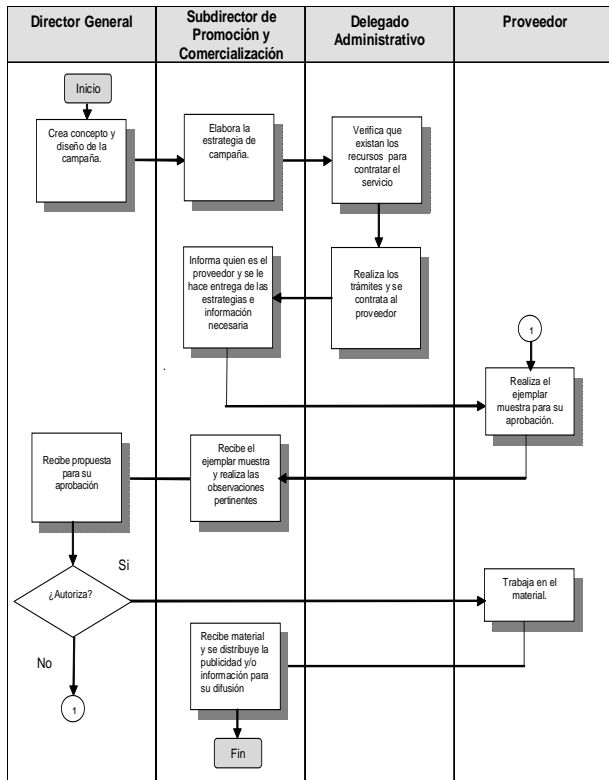 Director General
Subdirector de
Promoción y
Comercialización
Delegado
Administrativo
Proveedor
Inicio
Crea concepto y
diseño de la
campaña.
Elabora la
estrategia de
campaña.
Verifica que
existan los
recursos para
contratar el
servicio
Informa quien es el
proveedor y se le
hace entrega de las
estrategias e
información
necesaria
Realiza los
trámites y se
contrata al
proveedor
1
Realiza el
ejemplar
muestra para su
aprobación.
Recibe propuesta
para su
aprobación
Recibe el
ejemplar muestra
y realiza las
observaciones
pertinentes
Si
¿Autoriza?
Trabaja en el
material.
No
Recibe material
y se distribuye la
publicidad y/o
información para
su difusión
1
Fin